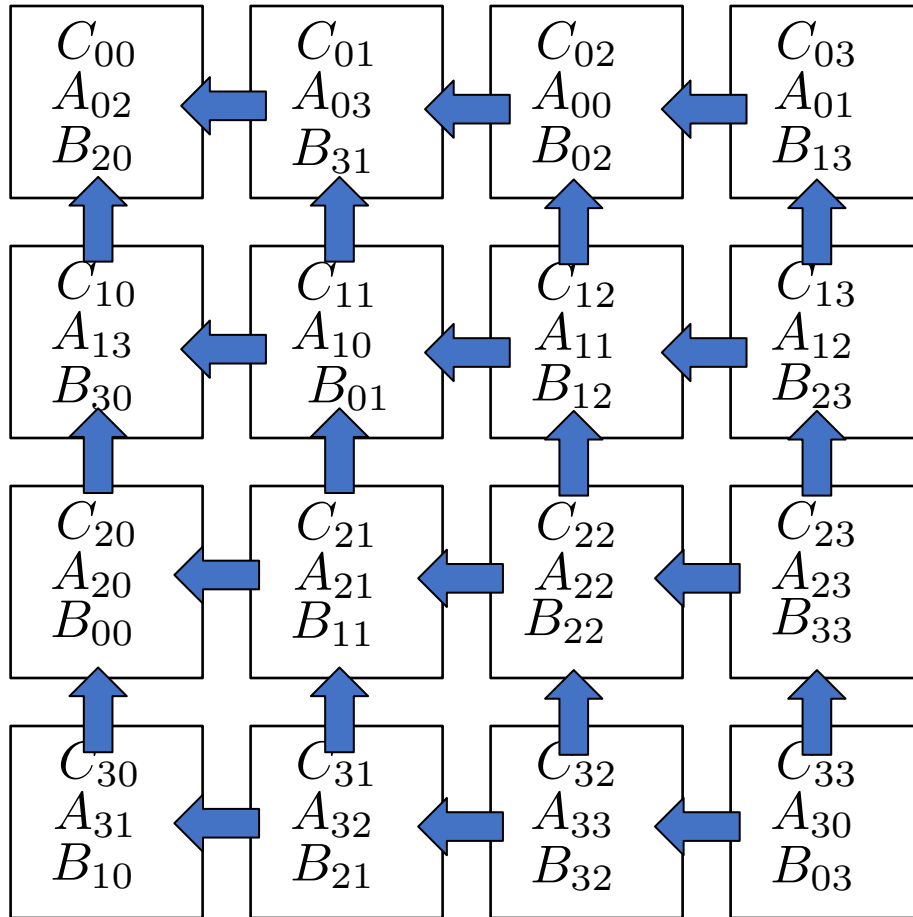 C₀₀ C₀₁ C₀₂ C₀₃
A₀₂ A₀₃ A₀₀ A₀₁
B₂₀ B₃₁ B₀₂ B₁₃
C₁₀ C₁₁ C₁₂ C₁₃
A₁₃ A₁₀ A₁₁ A₁₂
B₃₀ B₀₁ B₁₂ B₂₃
C₂₀ C₂₁ C₂₂ C₂₃
A₂₀ A₂₁ A₂₂ A₂₃
B₀₀ B₁₁ B₂₂ B₃₃
C₃₀ C₃₁ C₃₂ C₃₃
A₃₁ A₃₂ A₃₃ A₃₀
B₁₀ B₂₁ B₃₂ B₀₃